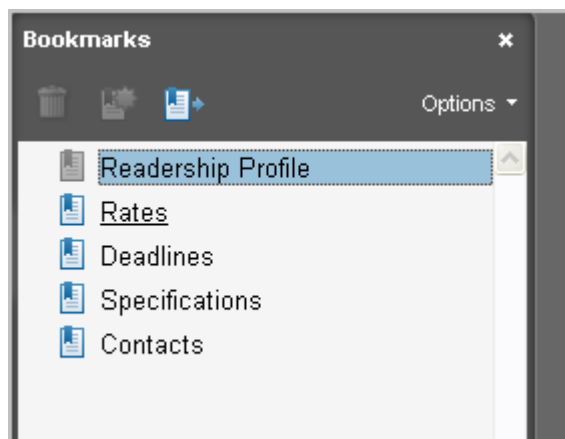 Bookmarks
Options
Readership Profile
Rates
Deadlines
Specifications
Contacts